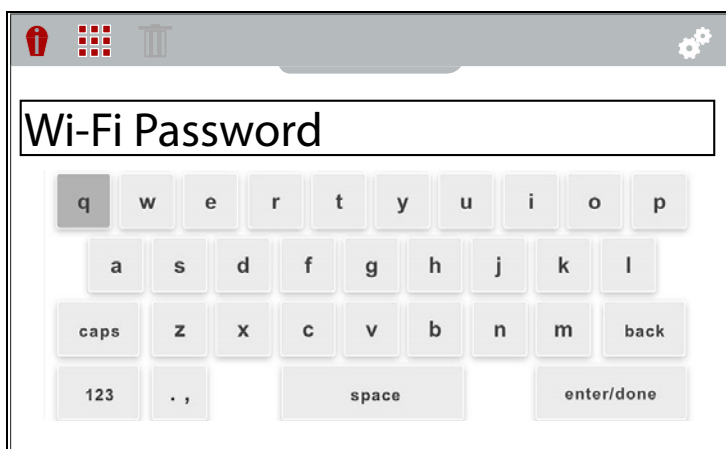 Wi-Fi Password
q w e r t y u i o p
a s d f g h j k l
caps z x c v b n m back
123 . , space enter/done